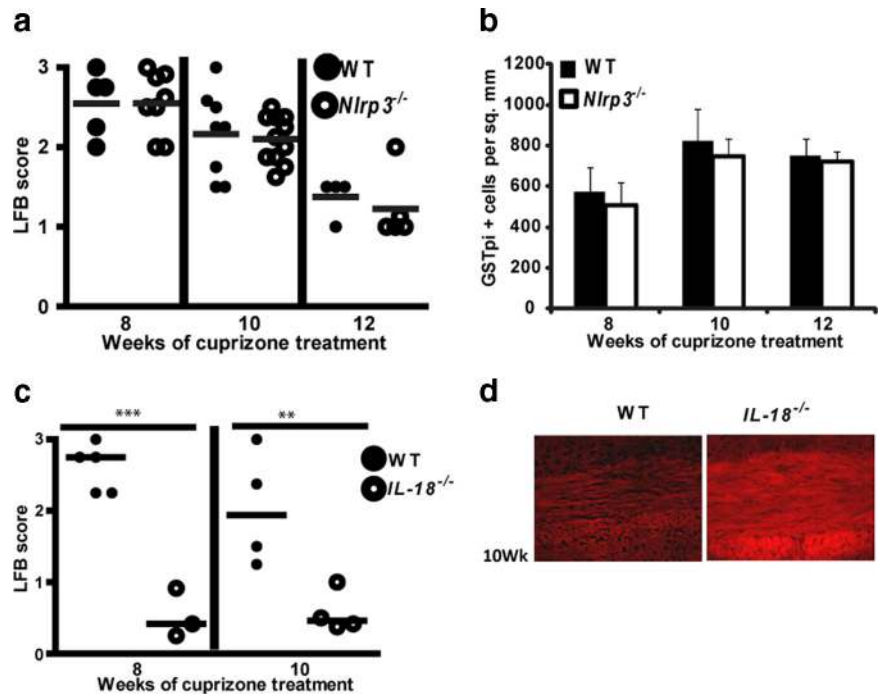 a
LFB score
3
2
1
0
WT
Nlrp3-/-
8 10 12
Weeks of cuprizone treatment
b
GSTpi + cells per sq. mm
1200
1000
800
600
400
200
0
WT
Nlrp3-/-
8 10 12
Weeks of cuprizone treatment
c
*** **
LFB score
3
2
1
0
WT
IL-18-/-
8 10
Weeks of cuprizone treatment
d
WT IL-18-/-
10Wk